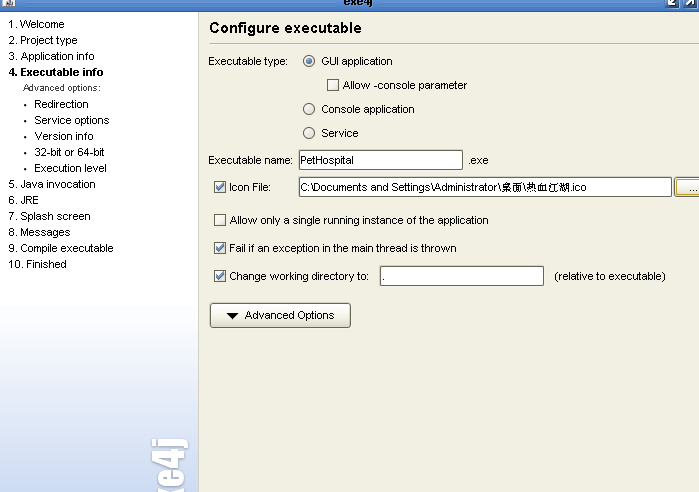 exe4j
1. Welcome
2. Project type
3. Application info
4. Executable info
Advanced options:
• Redirection
• Service options
• Version info
• 32-bit or 64-bit
• Execution level
5. Java invocation
6. JRE
7. Splash screen
8. Messages
9. Compile executable
10. Finished
exe4j
Configure executable
Executable type: GUI application
Allow -console parameter
Console application
Service
Executable name: PetHospital .exe
Icon File: C:\Documents and Settings\Administrator\桌面\热血江湖.ico ...
Allow only a single running instance of the application
Fail if an exception in the main thread is thrown
Change working directory to: . (relative to executable)
Advanced Options